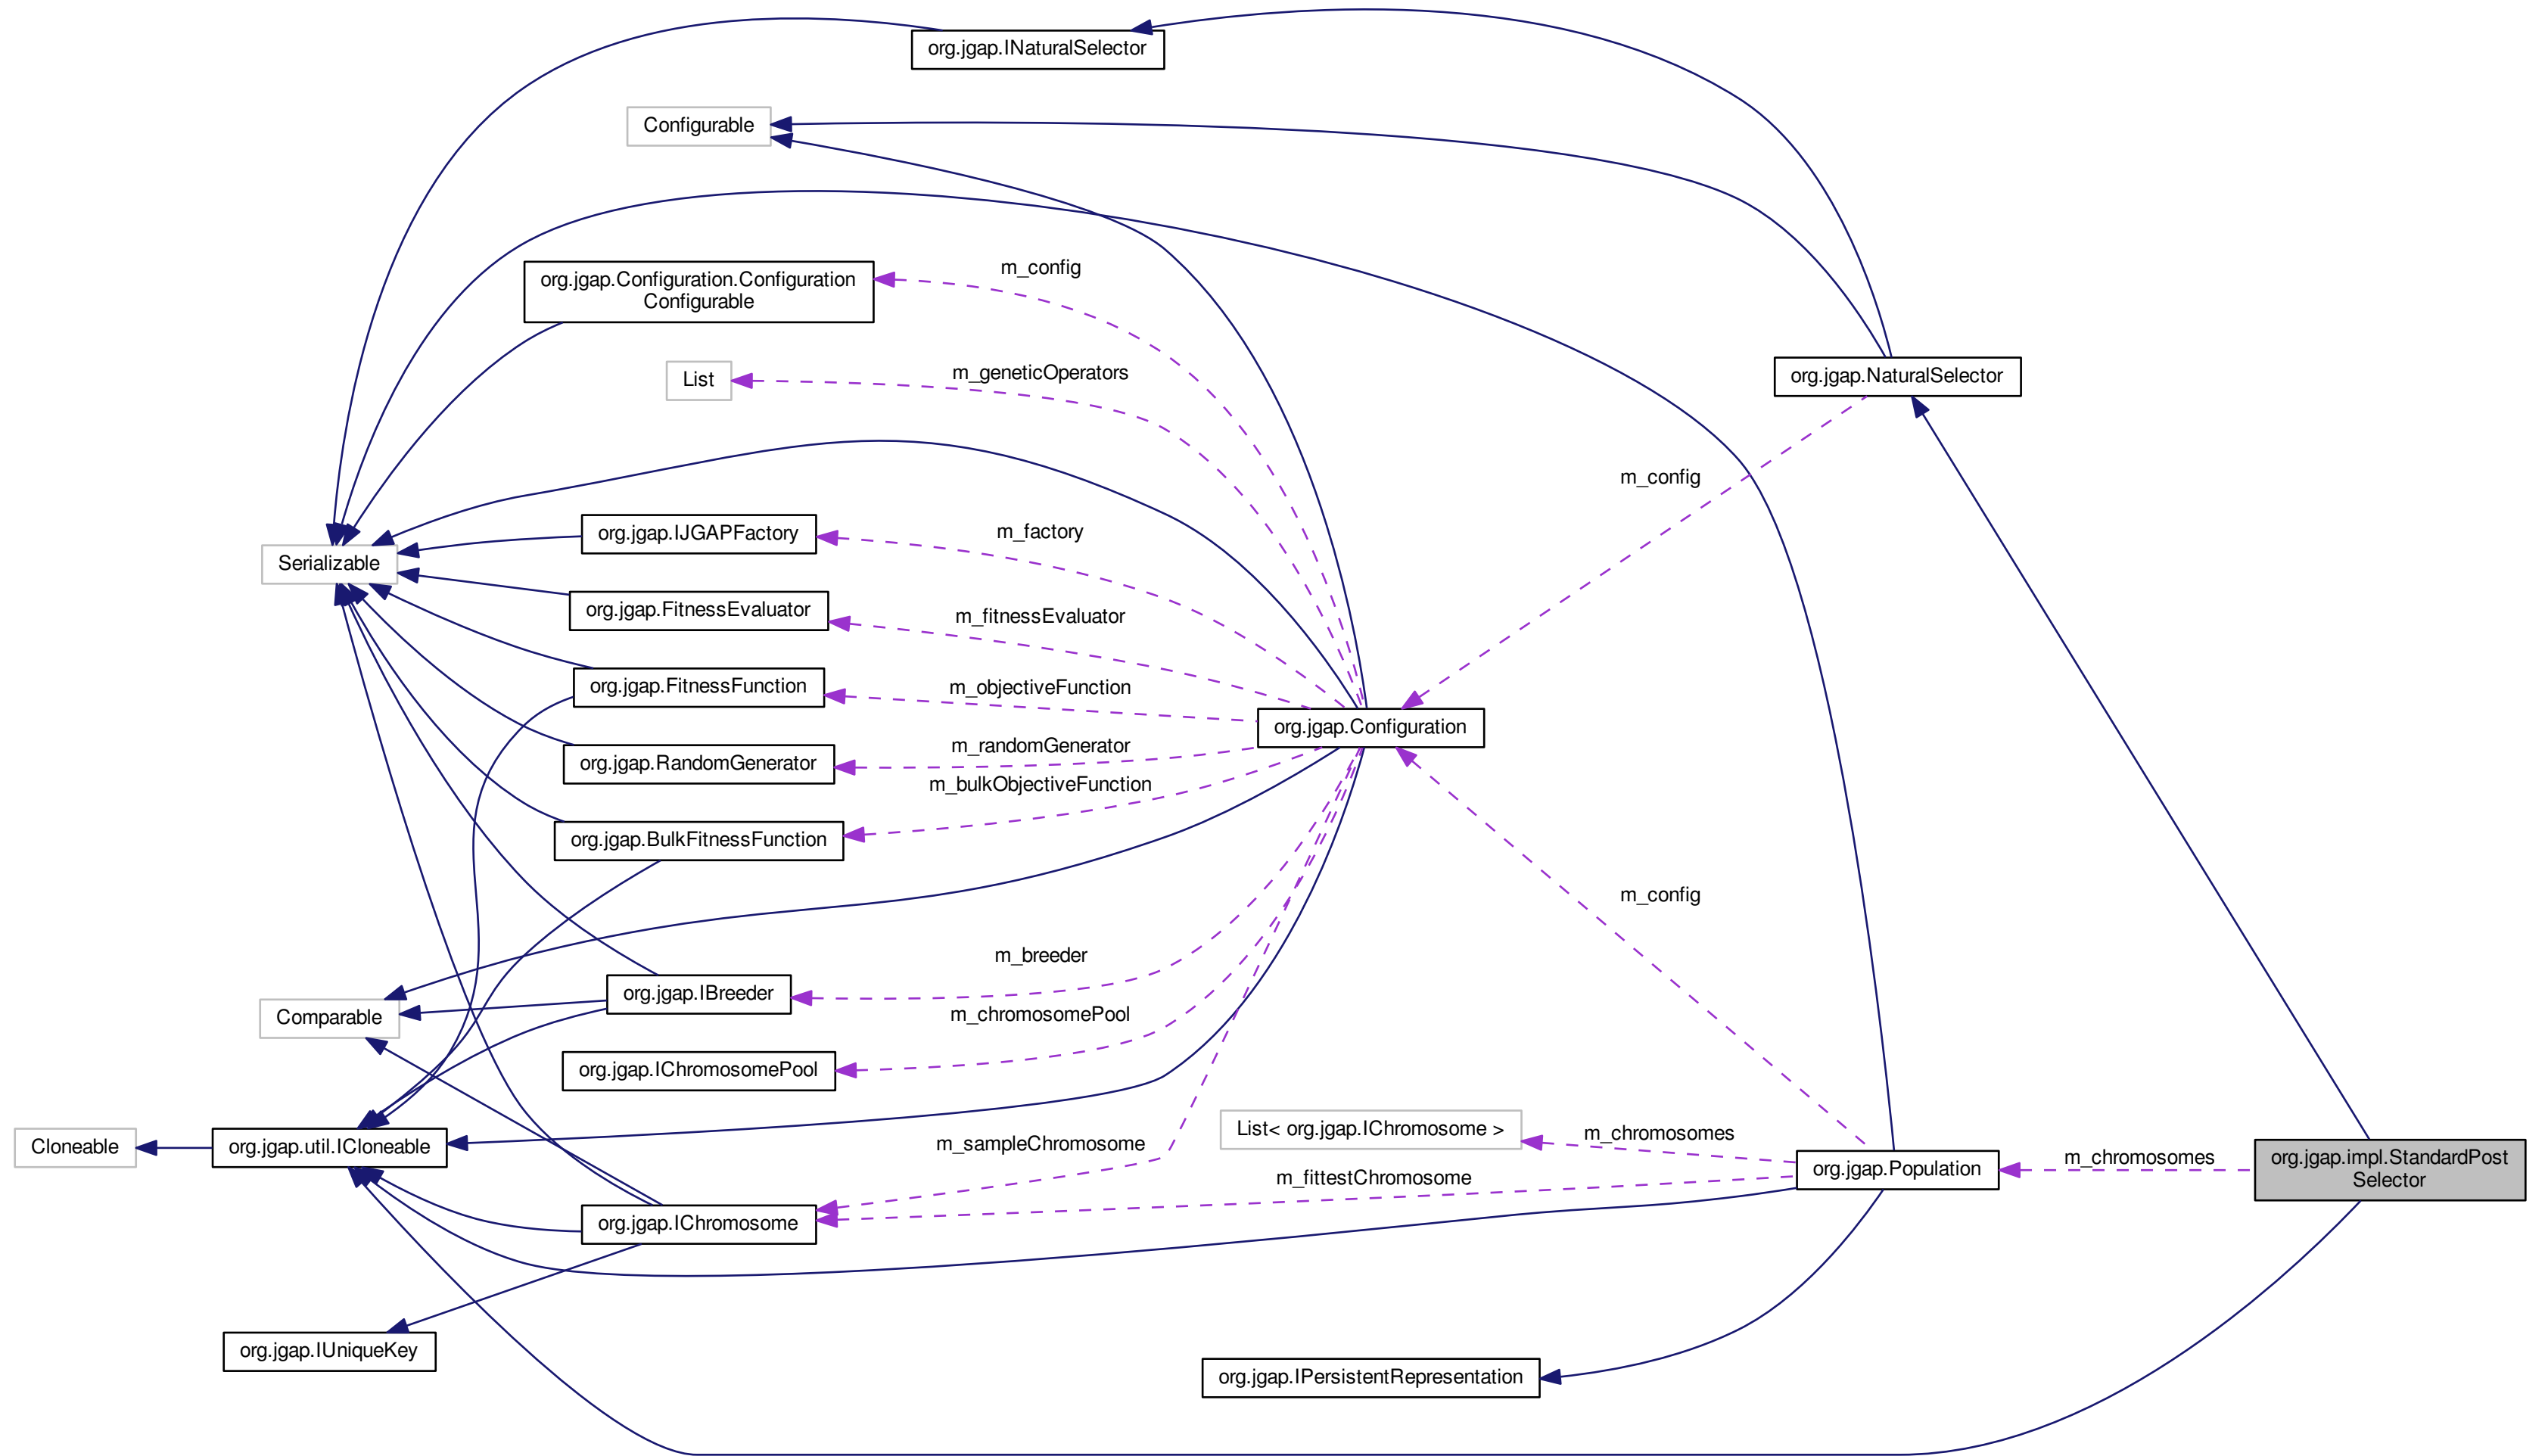 org.jgap.INaturalSelector
Configurable
m_config
org.jgap.Configuration.Configuration
Configurable
List
m_geneticOperators
org.jgap.NaturalSelector
m_config
m_factory
org.jgap.IJGAPFactory
Serializable
org.jgap.FitnessEvaluator
m_fitnessEvaluator
org.jgap.FitnessFunction
m_objectiveFunction
org.jgap.Configuration
m_randomGenerator
org.jgap.RandomGenerator
m_bulkObjectiveFunction
org.jgap.BulkFitnessFunction
m_config
m_breeder
org.jgap.IBreeder
Comparable
m_chromosomePool
org.jgap.IChromosomePool
List< org.jgap.IChromosome >
m_chromosomes
Cloneable
org.jgap.util.ICloneable
m_sampleChromosome
org.jgap.Population
m_chromosomes
org.jgap.impl.StandardPost
Selector
m_fittestChromosome
org.jgap.IChromosome
org.jgap.IUniqueKey
org.jgap.IPersistentRepresentation